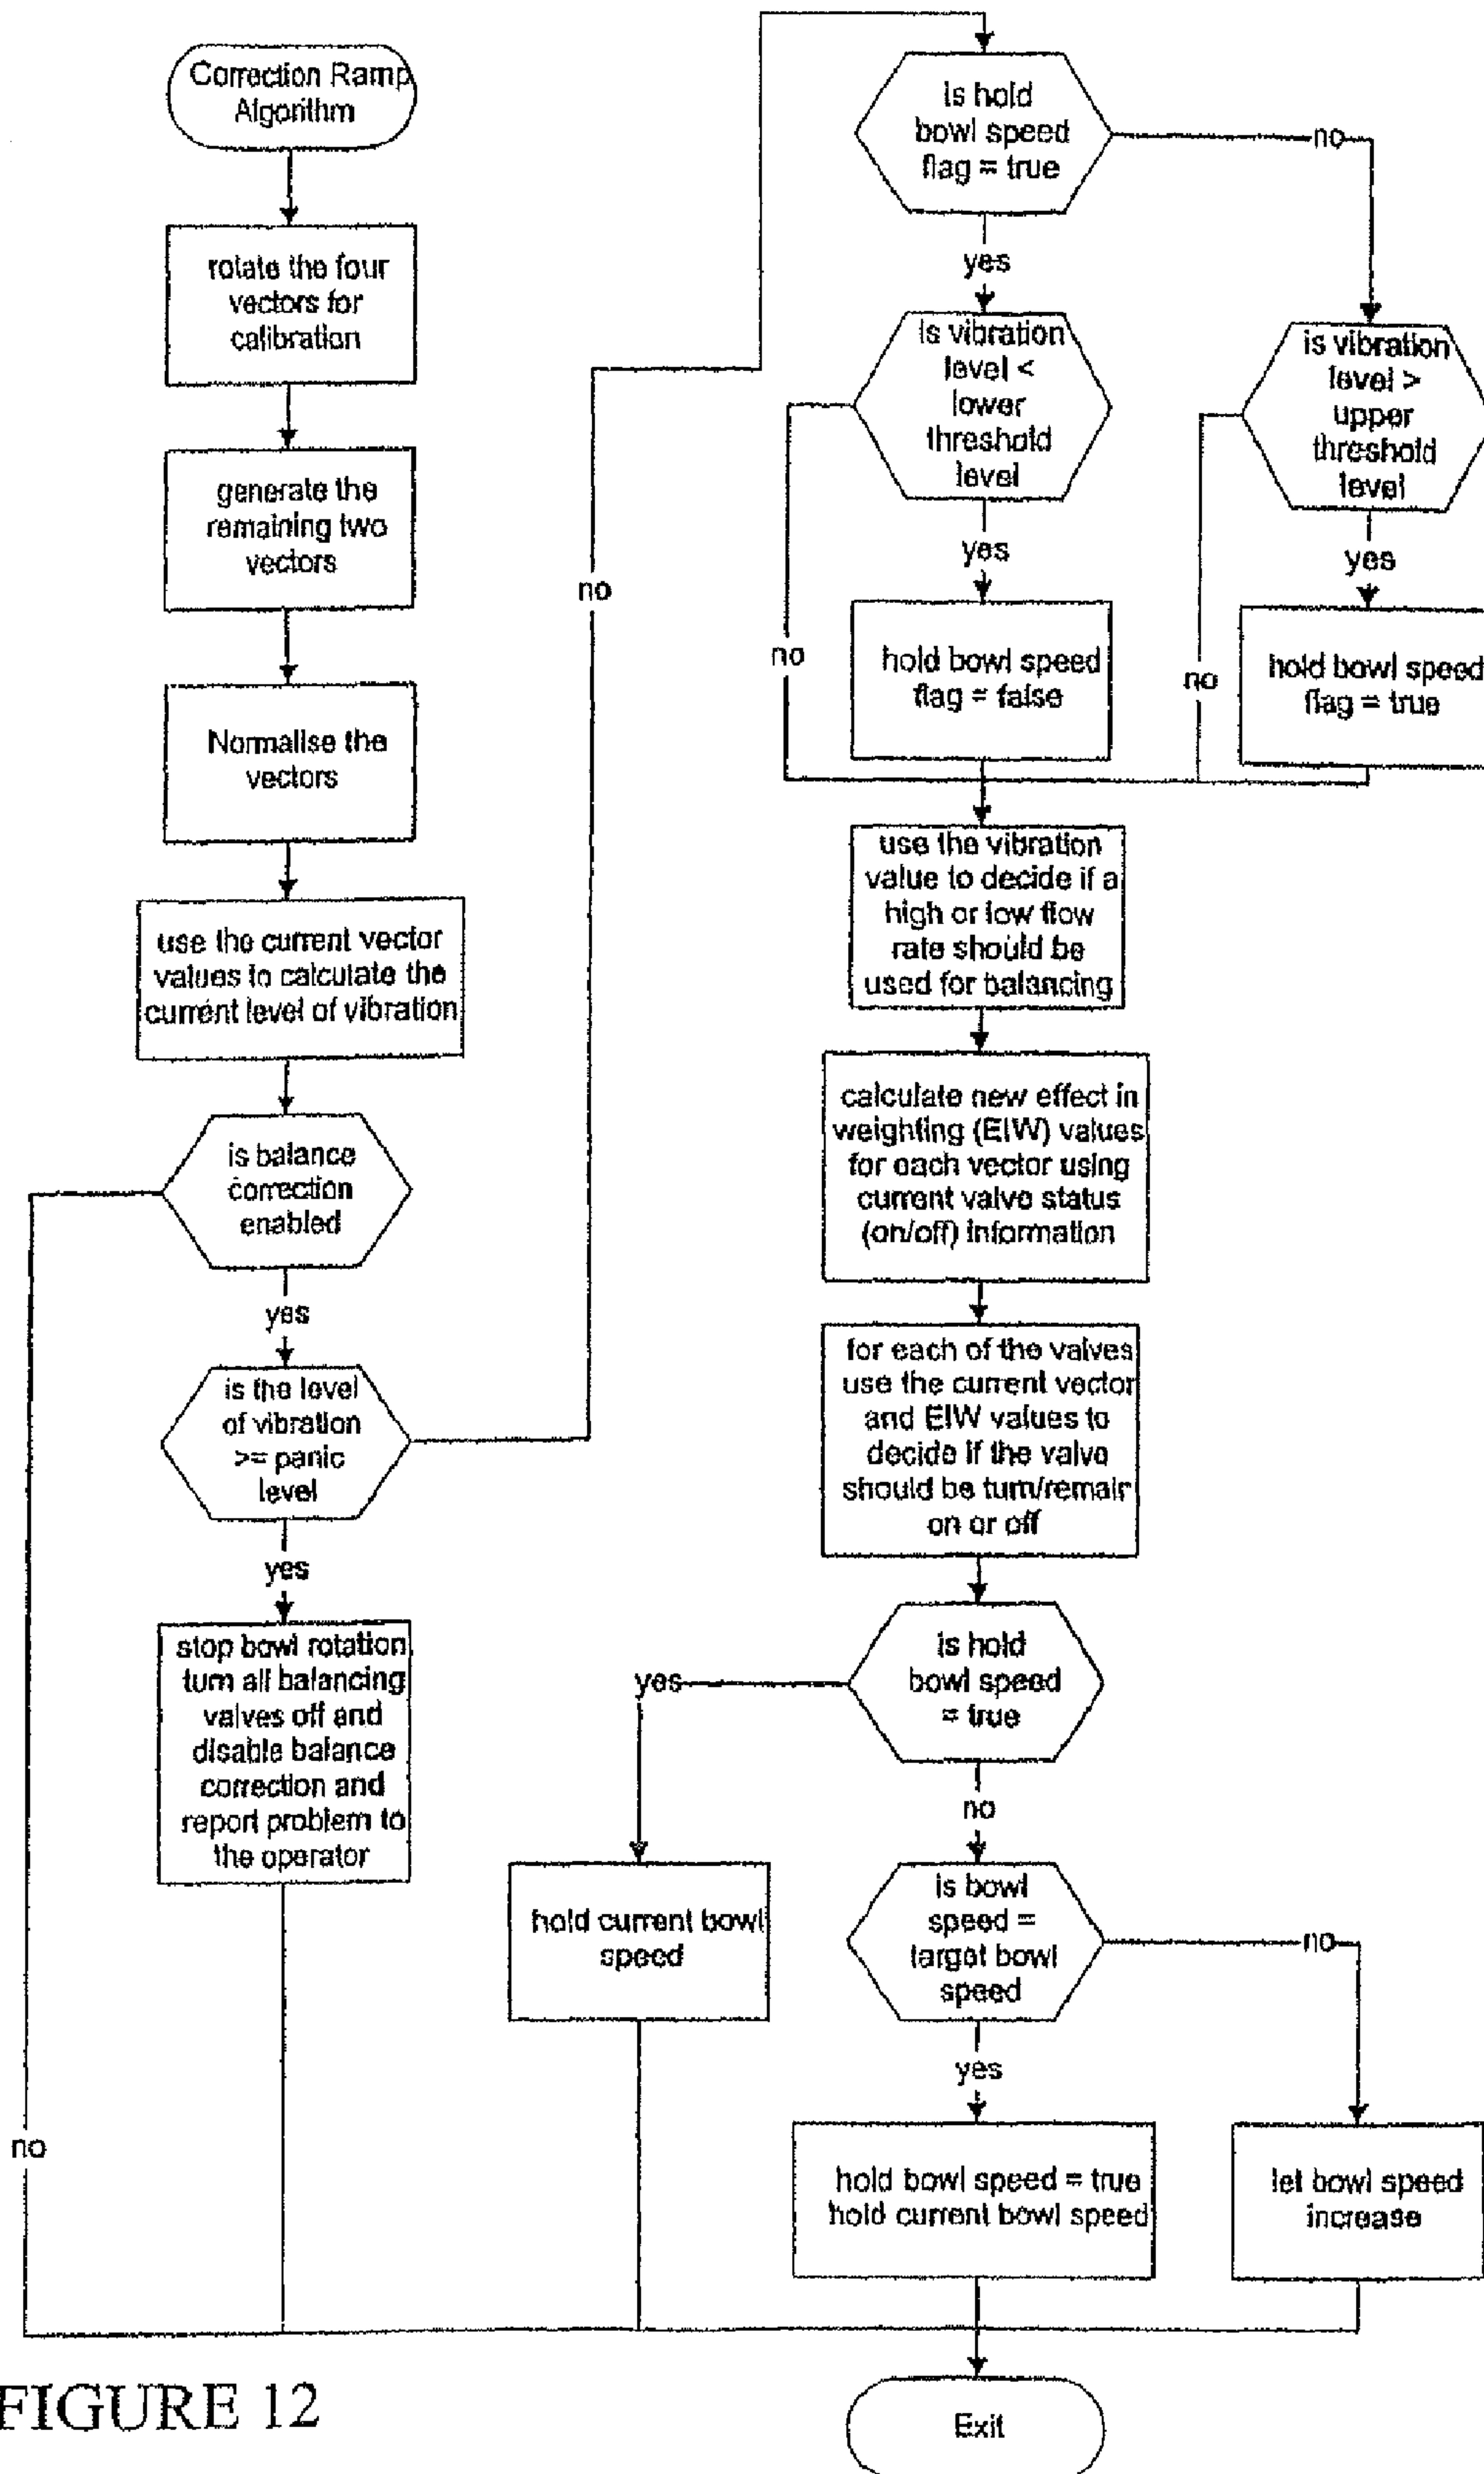 Correction Ramp
Algorithm
rotate the four
vectors for
calibration
generate the
remaining two
vectors
Normalise the
vectors
use the current vector
values to calculate the
current level of vibration
is balance
correction
enabled
no
yes
is the level
of vibration
>= panic
level
no
yes
stop bowl rotation
turn all balancing
valves off and
disable balance
correction and
report problem to
the operator
is hold
bowl speed
flag = true
no
yes
is vibration
level <
lower
threshold
level
no
yes
hold bowl speed
flag = false
is vibration
level >
upper
threshold
level
no
yes
hold bowl speed
flag = true
use the vibration
value to decide if a
high or low flow
rate should be
used for balancing
calculate new effect in
weighting (EIW) values
for each vector using
current valve status
(on/off) information
for each of the valves
use the current vector
and EIW values to
decide if the valve
should be turn/remain
on or off
is hold
bowl speed
= true
yes
hold current bowl
speed
no
is bowl
speed =
target bowl
speed
no
yes
hold bowl speed = true
hold current bowl speed
let bowl speed
increase
Exit
FIGURE 12